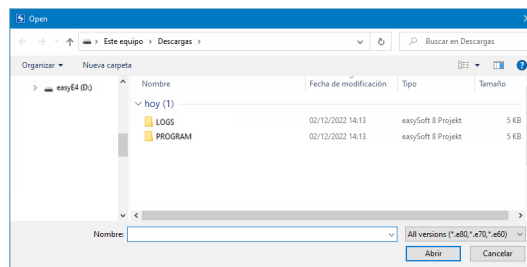 Open
Este equipo > Descargas >
Buscar en Descargas
Organizar
Nueva carpeta
easyE4 (D:)
Nombre
Fecha de modificación
Tipo
Tamaño
hoy (1)
LOGS
02/12/2022 14:13
easySoft 8 Projekt
5 KB
PROGRAM
02/12/2022 14:13
easySoft 8 Projekt
5 KB
Nombre:
All versions (*.e80,*.e70,*.e60)
Abrir
Cancelar